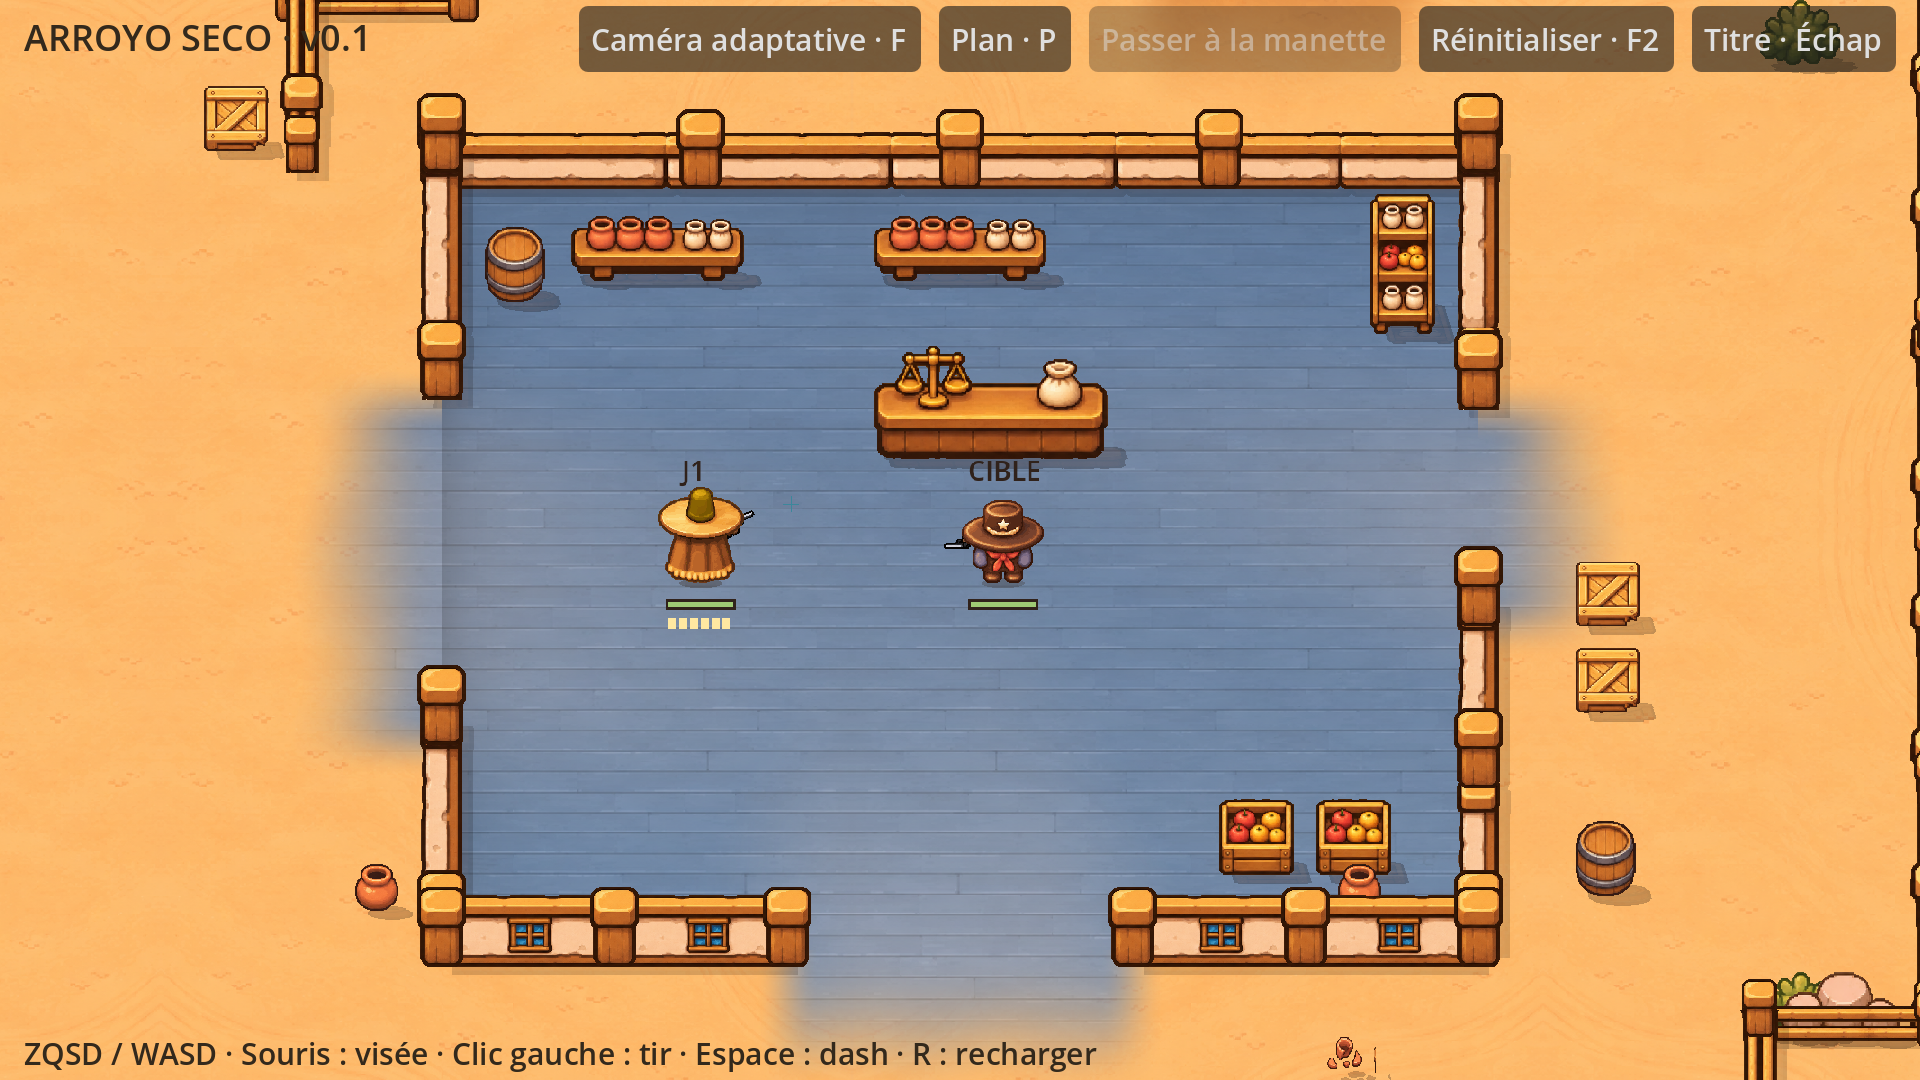 ARROYO SECO · v0.1
Caméra adaptative · F
Plan · P
Passer à la manette
Réinitialiser · F2
Titre · Échap
J1
CIBLE
ZQSD / WASD · Souris : visée · Clic gauche : tir · Espace : dash · R : recharger